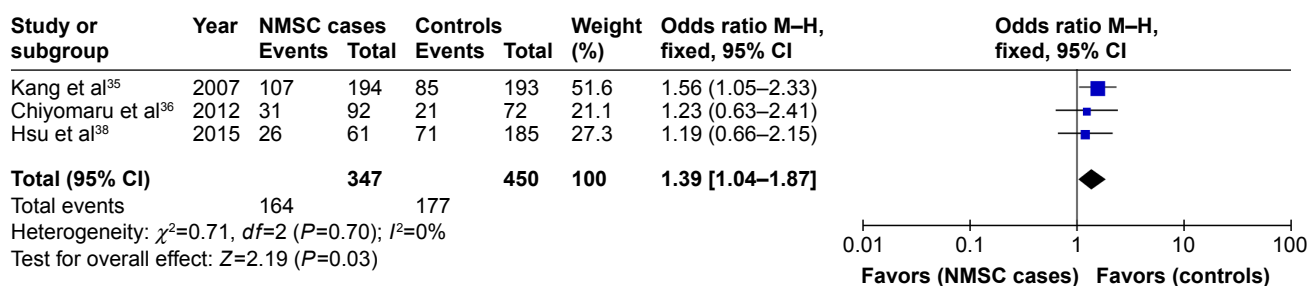 Study or Year NMSC cases Controls Weight Odds ratio M–H, Odds ratio M–H,
subgroup Events Total Events Total (%) fixed, 95% CI fixed, 95% CI
Kang et al³⁵ 2007 107 194 85 193 51.6 1.56 (1.05–2.33)
Chiyomaru et al³⁶ 2012 31 92 21 72 21.1 1.23 (0.63–2.41)
Hsu et al³⁸ 2015 26 61 71 185 27.3 1.19 (0.66–2.15)
Total (95% CI) 347 450 100 1.39 [1.04–1.87]
Total events 164 177
Heterogeneity: χ²=0.71, df=2 (P=0.70); I²=0%
Test for overall effect: Z=2.19 (P=0.03)
0.01 0.1 1 10 100
Favors (NMSC cases) Favors (controls)